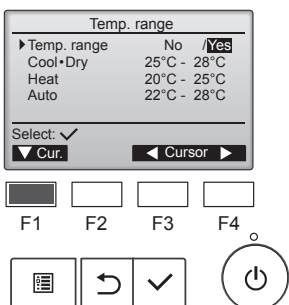 Temp. range
Temp. range No / Yes
Cool•Dry 25°C - 28°C
Heat 20°C - 25°C
Auto 22°C - 28°C
Select: ✓
▼ Cur. ◀ Cursor ▶
F1 F2 F3 F4